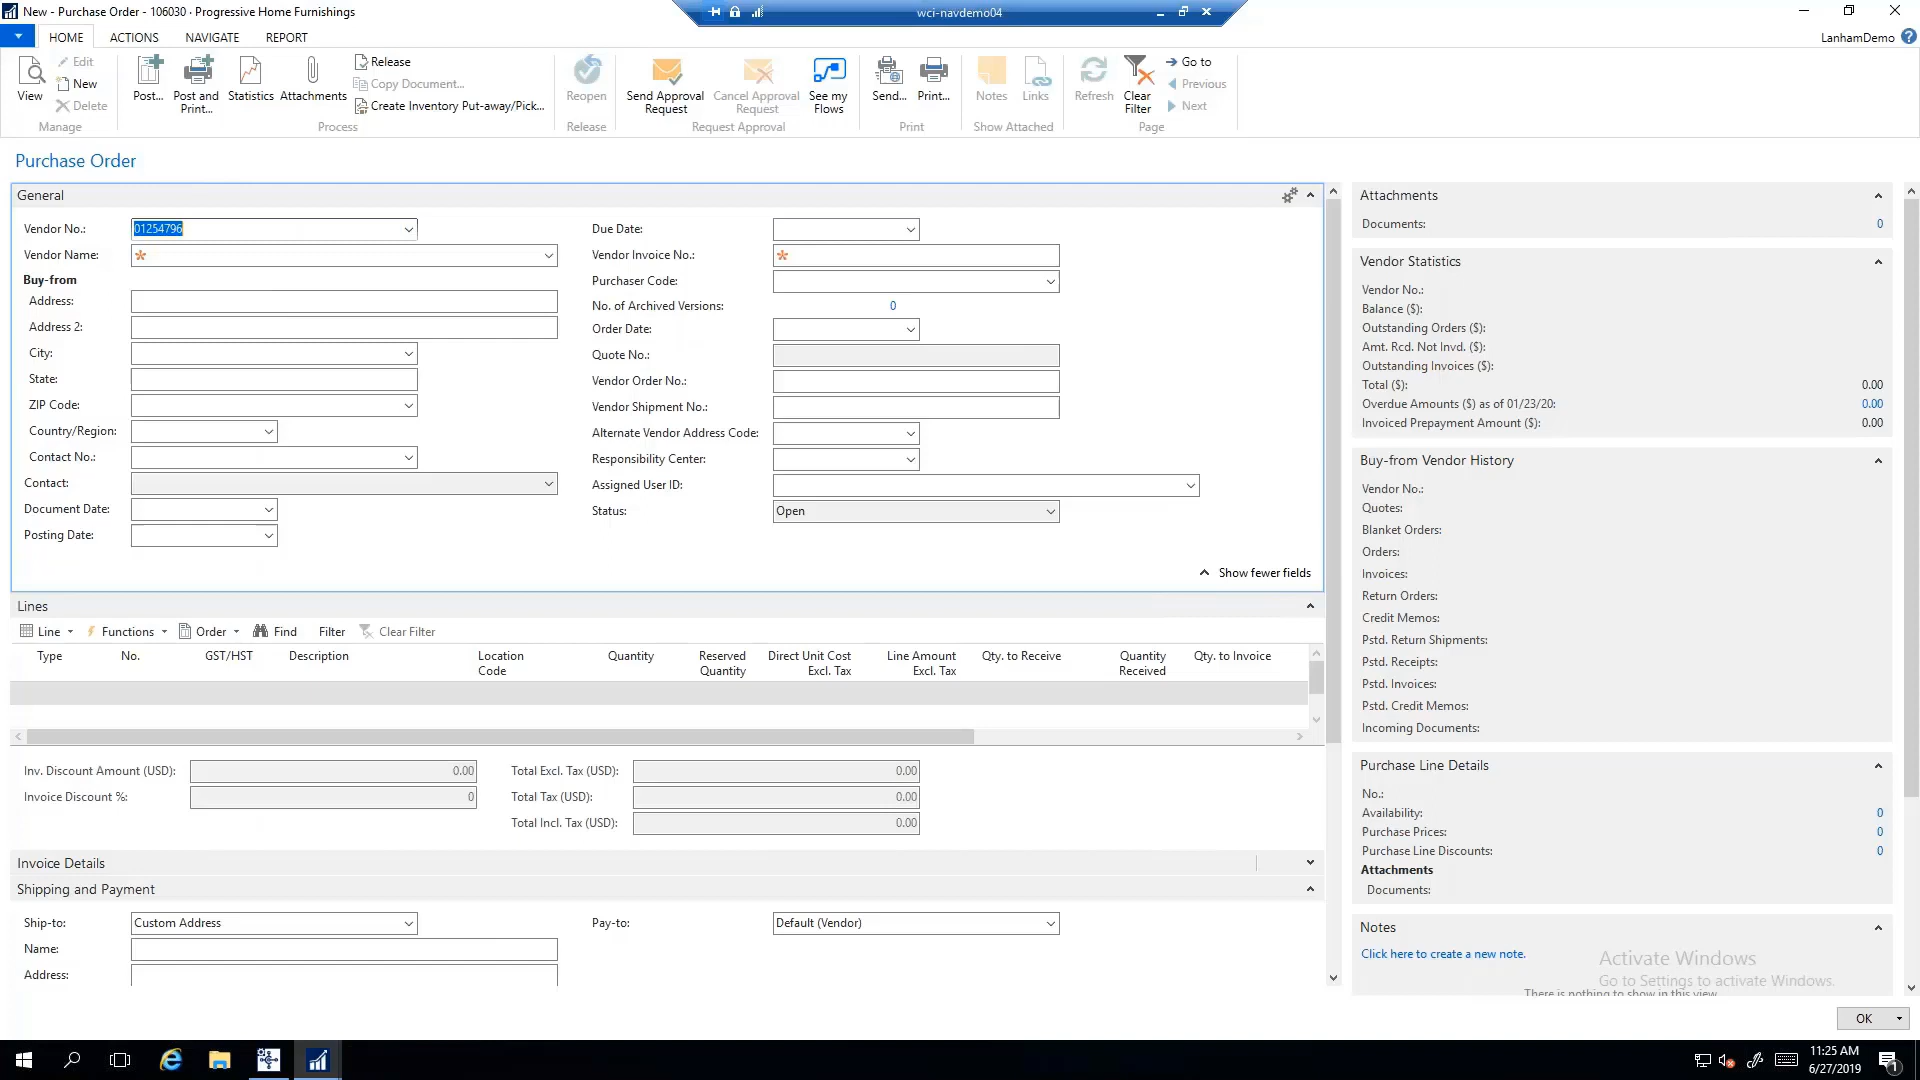 New - Purchase Order - 106030 · Progressive Home Furnishings
wci-navdemo04
HOME ACTIONS NAVIGATE REPORT
LanhamDemo
View
Edit
New
Delete
Manage
Post...
Post and Print...
Statistics
Attachments
Release
Copy Document...
Create Inventory Put-away/Pick...
Process
Reopen
Release
Send Approval Request
Cancel Approval Request
See my Flows
Request Approval
Send...
Print...
Print
Notes
Links
Show Attached
Refresh
Clear Filter
Go to
Previous
Next
Page
Purchase Order
General
Vendor No.: 01254796
Vendor Name: *
Buy-from
Address:
Address 2:
City:
State:
ZIP Code:
Country/Region:
Contact No.:
Contact:
Document Date:
Posting Date:
Due Date:
Vendor Invoice No.: *
Purchaser Code:
No. of Archived Versions: 0
Order Date:
Quote No.:
Vendor Order No.:
Vendor Shipment No.:
Alternate Vendor Address Code:
Responsibility Center:
Assigned User ID:
Status: Open
Show fewer fields
Lines
Line Functions Order Find Filter Clear Filter
Type No. GST/HST Description Location Code Quantity Reserved Quantity Direct Unit Cost Excl. Tax Line Amount Excl. Tax Qty. to Receive Quantity Received Qty. to Invoice
Inv. Discount Amount (USD): 0.00
Invoice Discount %: 0
Total Excl. Tax (USD): 0.00
Total Tax (USD): 0.00
Total Incl. Tax (USD): 0.00
Invoice Details
Shipping and Payment
Ship-to: Custom Address
Name:
Address:
Pay-to: Default (Vendor)
Attachments
Documents: 0
Vendor Statistics
Vendor No.:
Balance ($):
Outstanding Orders ($):
Amt. Rcd. Not Invd. ($):
Outstanding Invoices ($):
Total ($): 0.00
Overdue Amounts ($) as of 01/23/20: 0.00
Invoiced Prepayment Amount ($): 0.00
Buy-from Vendor History
Vendor No.:
Quotes:
Blanket Orders:
Orders:
Invoices:
Return Orders:
Credit Memos:
Pstd. Return Shipments:
Pstd. Receipts:
Pstd. Invoices:
Pstd. Credit Memos:
Incoming Documents:
Purchase Line Details
No.:
Availability: 0
Purchase Prices: 0
Purchase Line Discounts: 0
Attachments
Documents:
Notes
Click here to create a new note.
Activate Windows
Go to Settings to activate Windows.
There is nothing to show in this view
OK
11:25 AM
6/27/2019
1